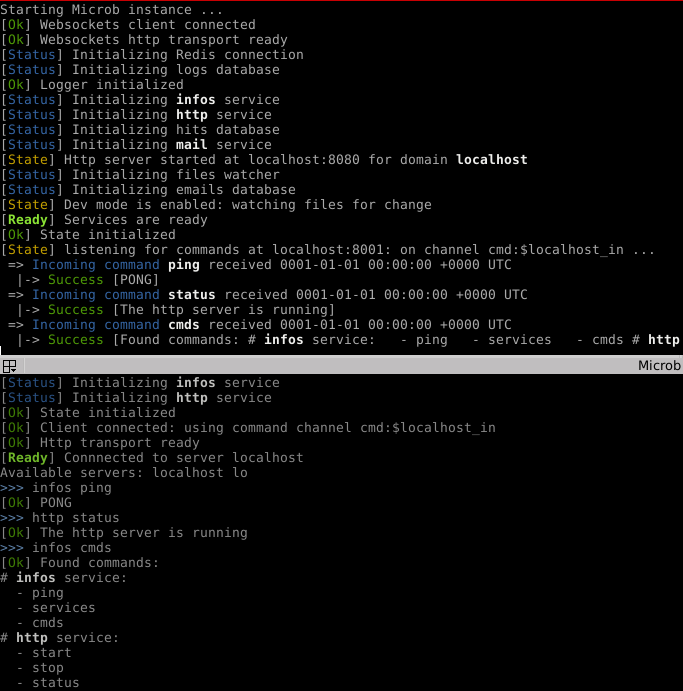 Starting Microb instance ...
[Ok] Websockets client connected
[Ok] Websockets http transport ready
[Status] Initializing Redis connection
[Status] Initializing logs database
[Ok] Logger initialized
[Status] Initializing infos service
[Status] Initializing http service
[Status] Initializing hits database
[Status] Initializing mail service
[State] Http server started at localhost:8080 for domain localhost
[Status] Initializing files watcher
[Status] Initializing emails database
[State] Dev mode is enabled: watching files for change
[Ready] Services are ready
[Ok] State initialized
[State] listening for commands at localhost:8001: on channel cmd:$localhost_in ...
=> Incoming command ping received 0001-01-01 00:00:00 +0000 UTC
|-> Success [PONG]
=> Incoming command status received 0001-01-01 00:00:00 +0000 UTC
|-> Success [The http server is running]
=> Incoming command cmds received 0001-01-01 00:00:00 +0000 UTC
|-> Success [Found commands: # infos service:   - ping   - services   - cmds # http
Microb
[Status] Initializing infos service
[Status] Initializing http service
[Ok] State initialized
[Ok] Client connected: using command channel cmd:$localhost_in
[Ok] Http transport ready
[Ready] Connnected to server localhost
Available servers: localhost lo
>>> infos ping
[Ok] PONG
>>> http status
[Ok] The http server is running
>>> infos cmds
[Ok] Found commands:
# infos service:
- ping
- services
- cmds
# http service:
- start
- stop
- status